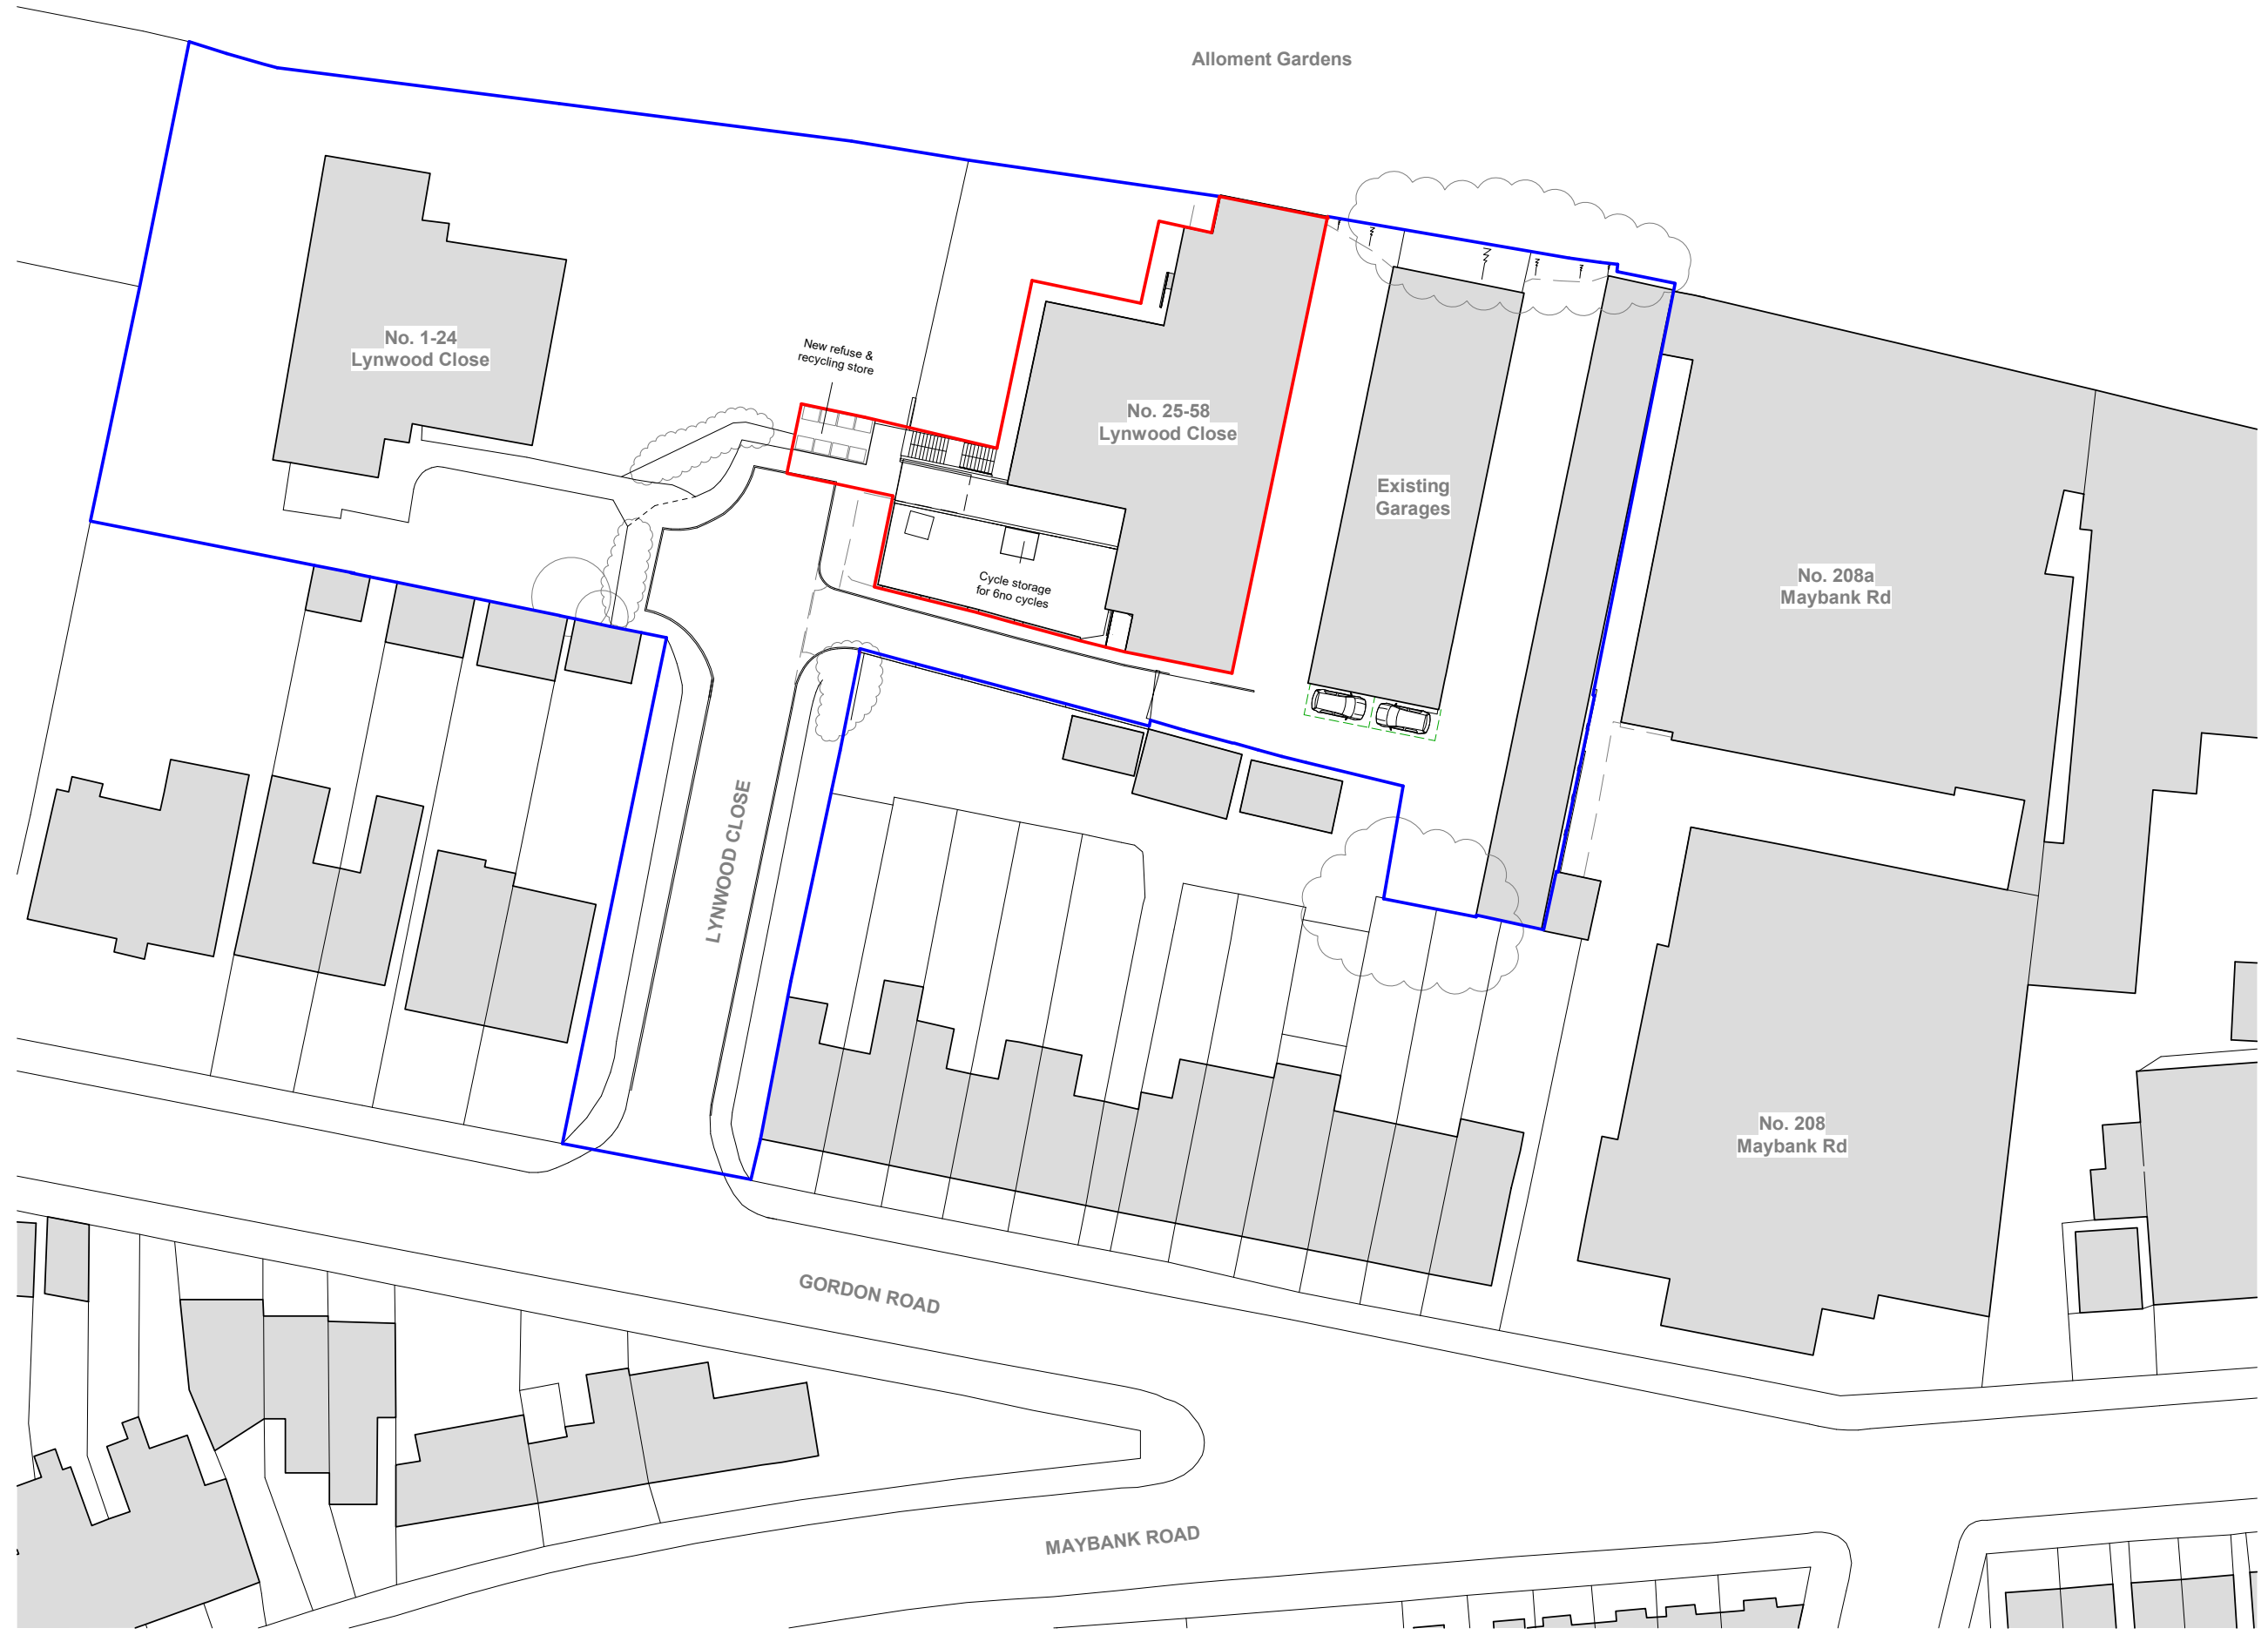 Alloment Gardens
No. 1-24
Lynwood Close
New refuse &
recycling store
No. 25-58
Lynwood Close
Existing
Garages
No. 208a
Maybank Rd
Cycle storage
for 6no cycles
LYNWOOD CLOSE
No. 208
Maybank Rd
GORDON ROAD
MAYBANK ROAD